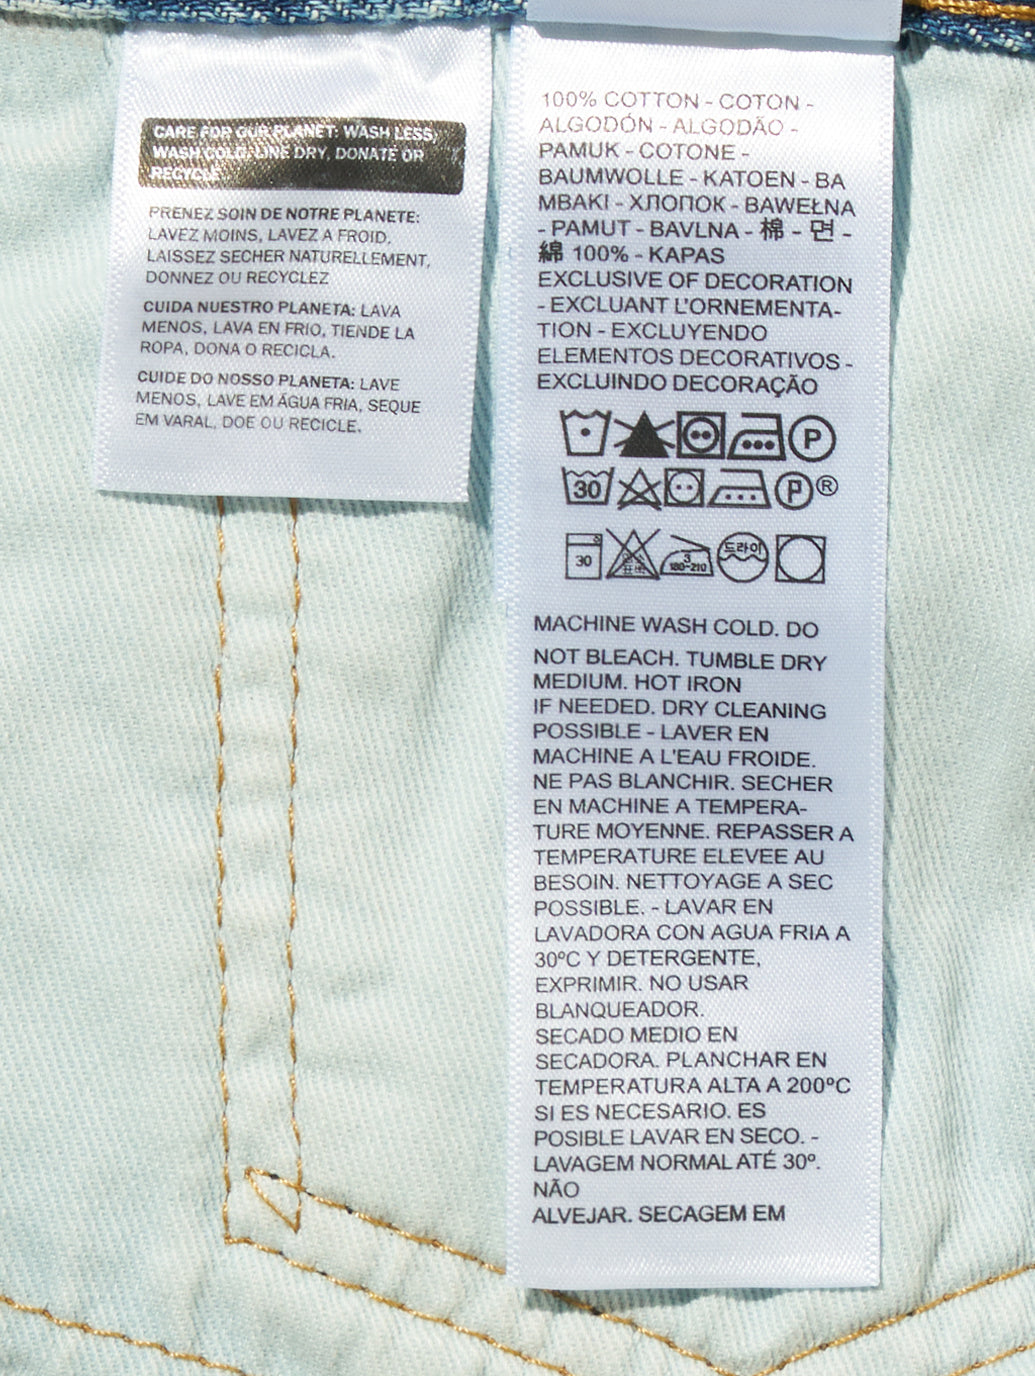 CARE FOR OUR PLANET: WASH LESS,
WASH COLD, LINE DRY, DONATE OR
RECYCLE
PRENEZ SOIN DE NOTRE PLANETE:
LAVEZ MOINS, LAVEZ A FROID,
LAISSEZ SECHER NATURELLEMENT,
DONNEZ OU RECYCLEZ
CUIDA NUESTRO PLANETA: LAVA
MENOS, LAVA EN FRIO, TIENDE LA
ROPA, DONA O RECICLA.
CUIDE DO NOSSO PLANETA: LAVE
MENOS, LAVE EM ÁGUA FRIA, SEQUE
EM VARAL, DOE OU RECICLE.
100% COTTON - COTON -
ALGODÓN - ALGODÃO -
PAMUK - COTONE -
BAUMWOLLE - KATOEN - BA
MBAKI - ХЛОПОК - BAWEŁNA
- PAMUT - BAVLNA - 棉 - 면 -
綿 100% - KAPAS
EXCLUSIVE OF DECORATION
- EXCLUANT L'ORNEMENTA-
TION - EXCLUYENDO
ELEMENTOS DECORATIVOS -
EXCLUINDO DECORAÇÃO
P
30 P ®
30 3 180~210 드라이
MACHINE WASH COLD. DO
NOT BLEACH. TUMBLE DRY
MEDIUM. HOT IRON
IF NEEDED. DRY CLEANING
POSSIBLE - LAVER EN
MACHINE A L'EAU FROIDE.
NE PAS BLANCHIR. SECHER
EN MACHINE A TEMPERA-
TURE MOYENNE. REPASSER A
TEMPERATURE ELEVEE AU
BESOIN. NETTOYAGE A SEC
POSSIBLE. - LAVAR EN
LAVADORA CON AGUA FRIA A
30ºC Y DETERGENTE,
EXPRIMIR. NO USAR
BLANQUEADOR.
SECADO MEDIO EN
SECADORA. PLANCHAR EN
TEMPERATURA ALTA A 200ºC
SI ES NECESARIO. ES
POSIBLE LAVAR EN SECO. -
LAVAGEM NORMAL ATÉ 30º.
NÃO
ALVEJAR. SECAGEM EM